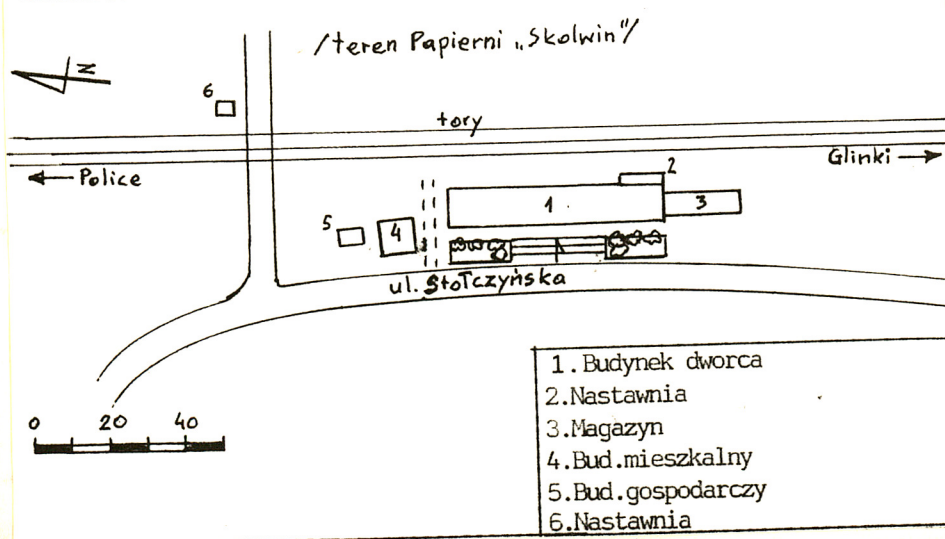 /teren Papierni „Skolwin"/
N
6
tory
Glinki →
← Police
2
1
3
5
4
ul. Stołczyńska
0 20 40
1.Budynek dworca
2.Nastawnia
3.Magazyn
4.Bud.mieszkalny
5.Bud.gospodarczy
6.Nastawnia